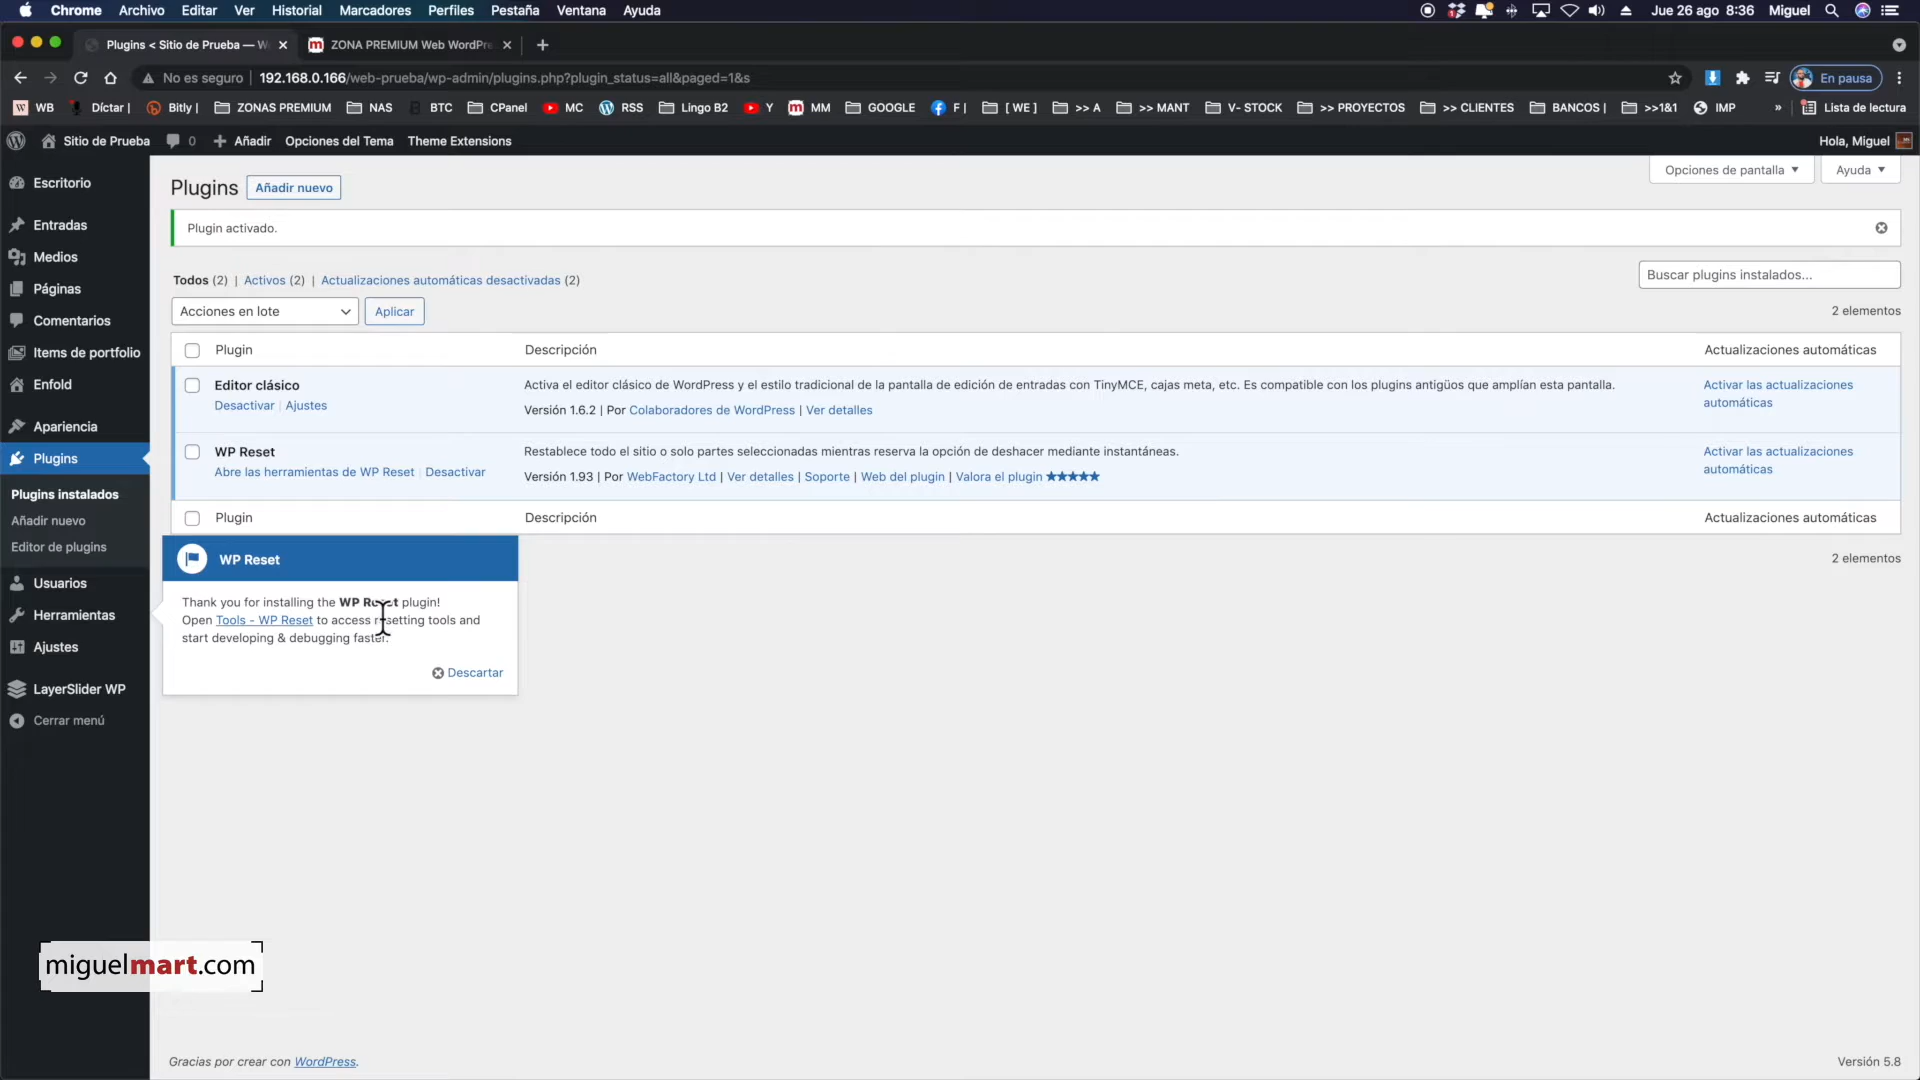 Chrome Archivo Editar Ver Historial Marcadores Perfiles Pestaña Ventana Ayuda Jue 26 ago 8:36 Miguel
Plugins < Sitio de Prueba — W ZONA PREMIUM Web WordPre
No es seguro 192.168.0.166/web-prueba/wp-admin/plugins.php?plugin_status=all&paged=1&s En pausa
WB Díctar | Bitly | ZONAS PREMIUM NAS BTC CPanel MC RSS Lingo B2 Y MM GOOGLE F | [ WE ] >> A >> MANT V- STOCK >> PROYECTOS >> CLIENTES BANCOS | >>1&1 IMP » Lista de lectura
Sitio de Prueba 0 Añadir Opciones del Tema Theme Extensions Hola, Miguel
Opciones de pantalla Ayuda
Escritorio
Entradas
Medios
Páginas
Comentarios
Items de portfolio
Enfold
Apariencia
Plugins
Plugins instalados
Añadir nuevo
Editor de plugins
Usuarios
Herramientas
Ajustes
LayerSlider WP
Cerrar menú
Plugins Añadir nuevo
Plugin activado.
Todos (2) | Activos (2) | Actualizaciones automáticas desactivadas (2)
Buscar plugins instalados...
Acciones en lote Aplicar 2 elementos
Plugin Descripción Actualizaciones automáticas
Editor clásico
Desactivar | Ajustes
Activa el editor clásico de WordPress y el estilo tradicional de la pantalla de edición de entradas con TinyMCE, cajas meta, etc. Es compatible con los plugins antigüos que amplían esta pantalla.
Versión 1.6.2 | Por Colaboradores de WordPress | Ver detalles
Activar las actualizaciones
automáticas
WP Reset
Abre las herramientas de WP Reset | Desactivar
Restablece todo el sitio o solo partes seleccionadas mientras reserva la opción de deshacer mediante instantáneas.
Versión 1.93 | Por WebFactory Ltd | Ver detalles | Soporte | Web del plugin | Valora el plugin ★★★★★
Activar las actualizaciones
automáticas
Plugin Descripción Actualizaciones automáticas
2 elementos
WP Reset
Thank you for installing the WP Reset plugin!
Open Tools - WP Reset to access resetting tools and
start developing & debugging faster.
Descartar
miguelmart.com
Gracias por crear con WordPress.
Versión 5.8